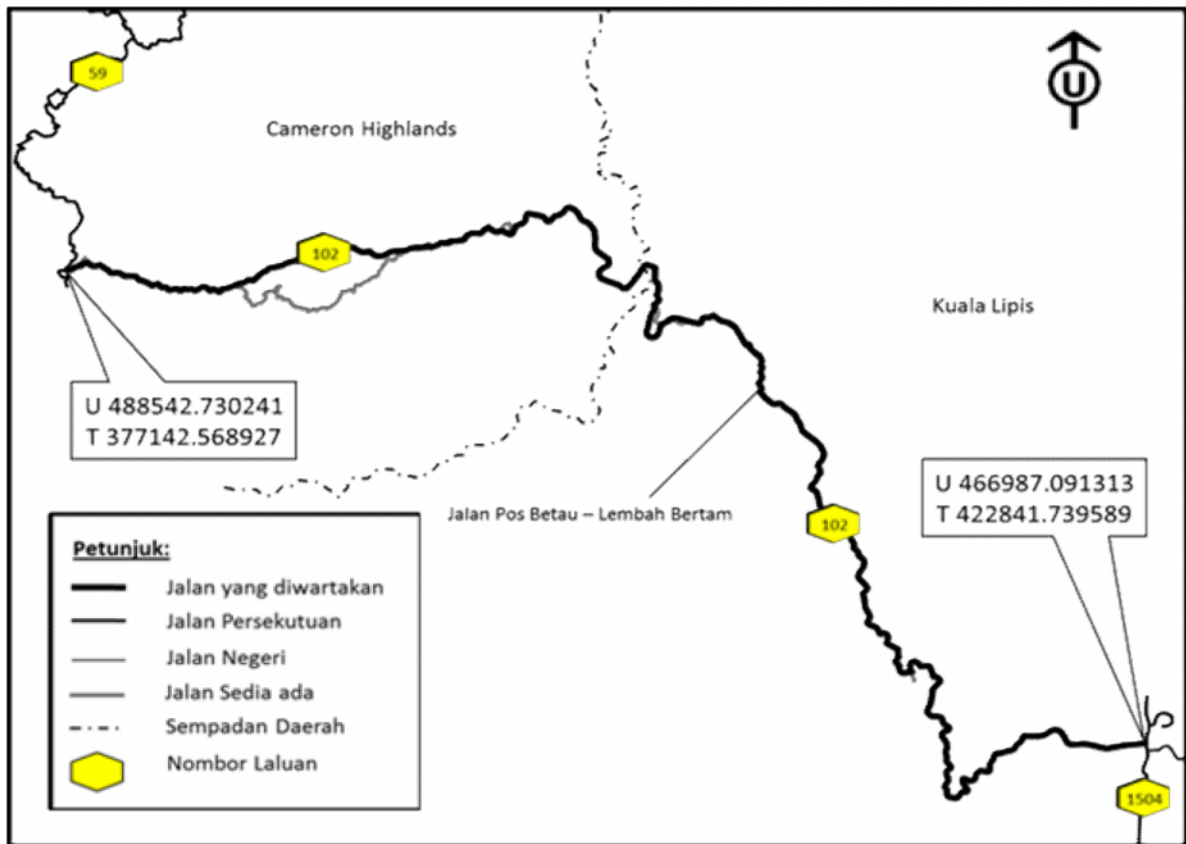 59
U
Cameron Highlands
102
Kuala Lipis
U 488542.730241
T 377142.568927
U 466987.091313
T 422841.739589
Jalan Pos Betau – Lembah Bertam
102
Petunjuk:
Jalan yang diwartakan
Jalan Persekutuan
Jalan Negeri
Jalan Sedia ada
Sempadan Daerah
Nombor Laluan
1504